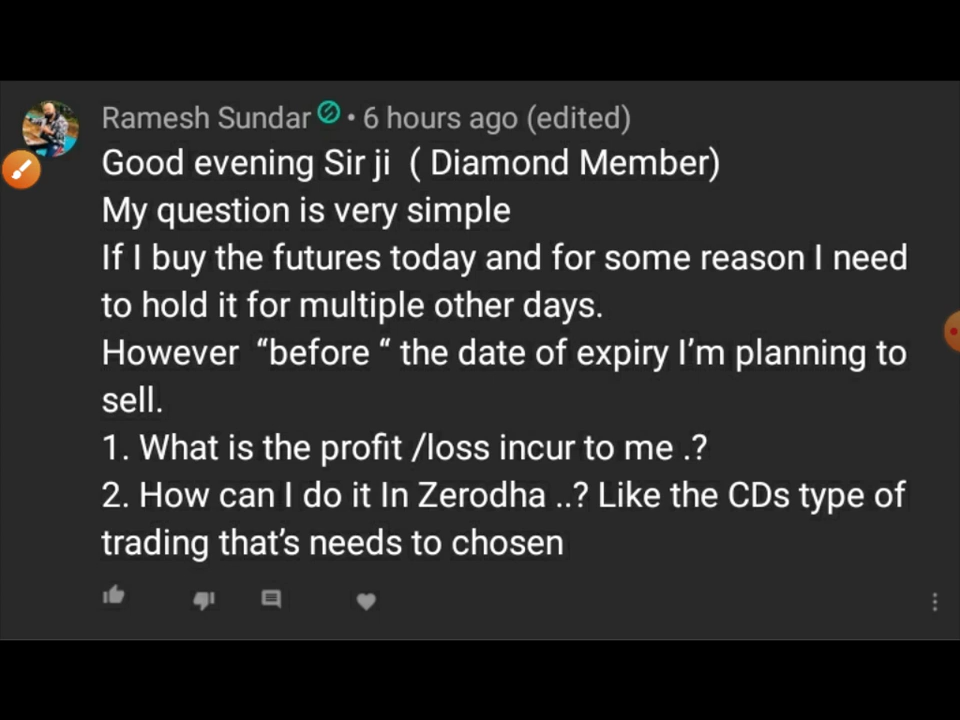 Ramesh Sundar • 6 hours ago (edited)
Good evening Sir ji ( Diamond Member)
My question is very simple
If I buy the futures today and for some reason I need
to hold it for multiple other days.
However “before “ the date of expiry I’m planning to
sell.
1. What is the profit /loss incur to me .?
2. How can I do it In Zerodha ..? Like the CDs type of
trading that’s needs to chosen